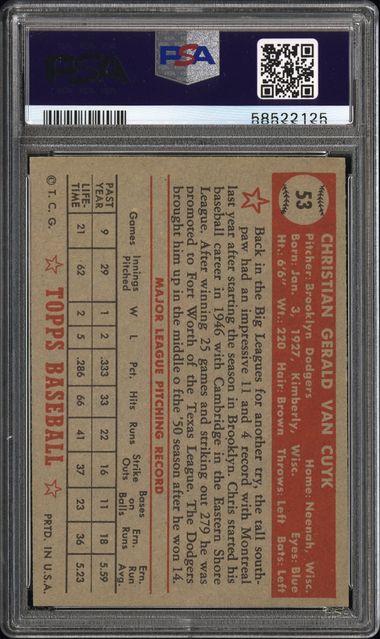 PSA
PSA
58522125
53
CHRISTIAN GERALD VAN CUYK
Pitcher: Brooklyn Dodgers Home: Neenah, Wisc.
Born: Jan. 3, 1927, Kimberly, Wisc. Eyes: Blue
Ht.: 6'6" Wt.: 220 Hair: Brown Throws: Left Bats: Left
Back in the Big Leagues for another try, the tall south-
paw had an impressive 11 and 4 record with Montreal
last year after starting the season in Brooklyn. Chris started his
baseball career in 1946 with Cambridge in the Eastern Shore
League. After winning 25 games and striking out 279 he was
promoted to Fort Worth of the Texas League. The Dodgers
brought him up in the middle o fthe '50 season after he won 14.
MAJOR LEAGUE PITCHING RECORD
Games Innings Pitched W L Pct. Hits Runs Strike Outs Bases on Balls Ern. Runs Ern. Run Avg.
PAST YEAR 9 29 1 2 .333 33 22 16 11 18 5.59
LIFE-TIME 21 62 2 5 .286 66 41 37 23 36 5.23
© T. C. G. TOPPS BASEBALL PRTD. IN U.S.A.